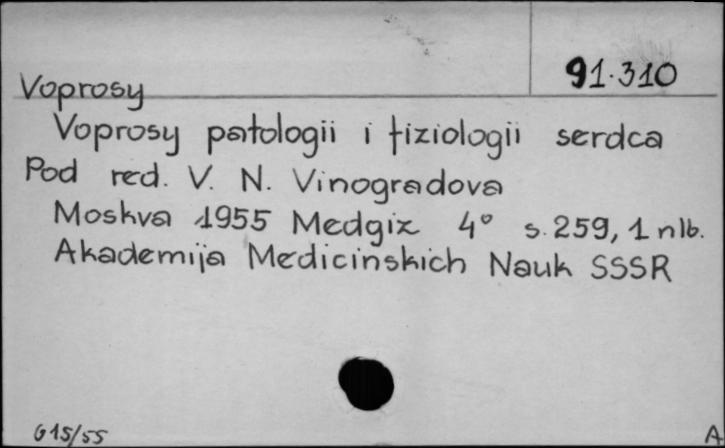 91.310
Voprosy
Voprosy patologii i fiziologii serdca
Pod red. V. N. Vinogradova
Moskva 1955 Medgiz 4° s. 259, 1 nlb.
Akademija Medicinskich Nauk SSSR
G15/55
A